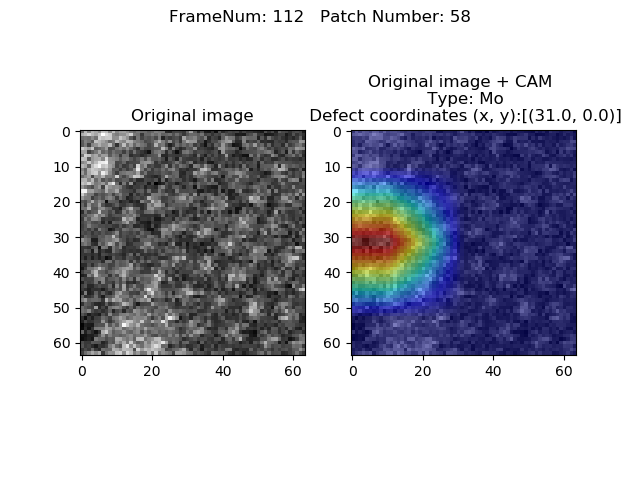 FrameNum: 112   Patch Number: 58
Original image
Original image + CAM
Type: Mo
Defect coordinates (x, y):[(31.0, 0.0)]
0
10
20
30
40
50
60
0 20 40 60
0
10
20
30
40
50
60
0 20 40 60